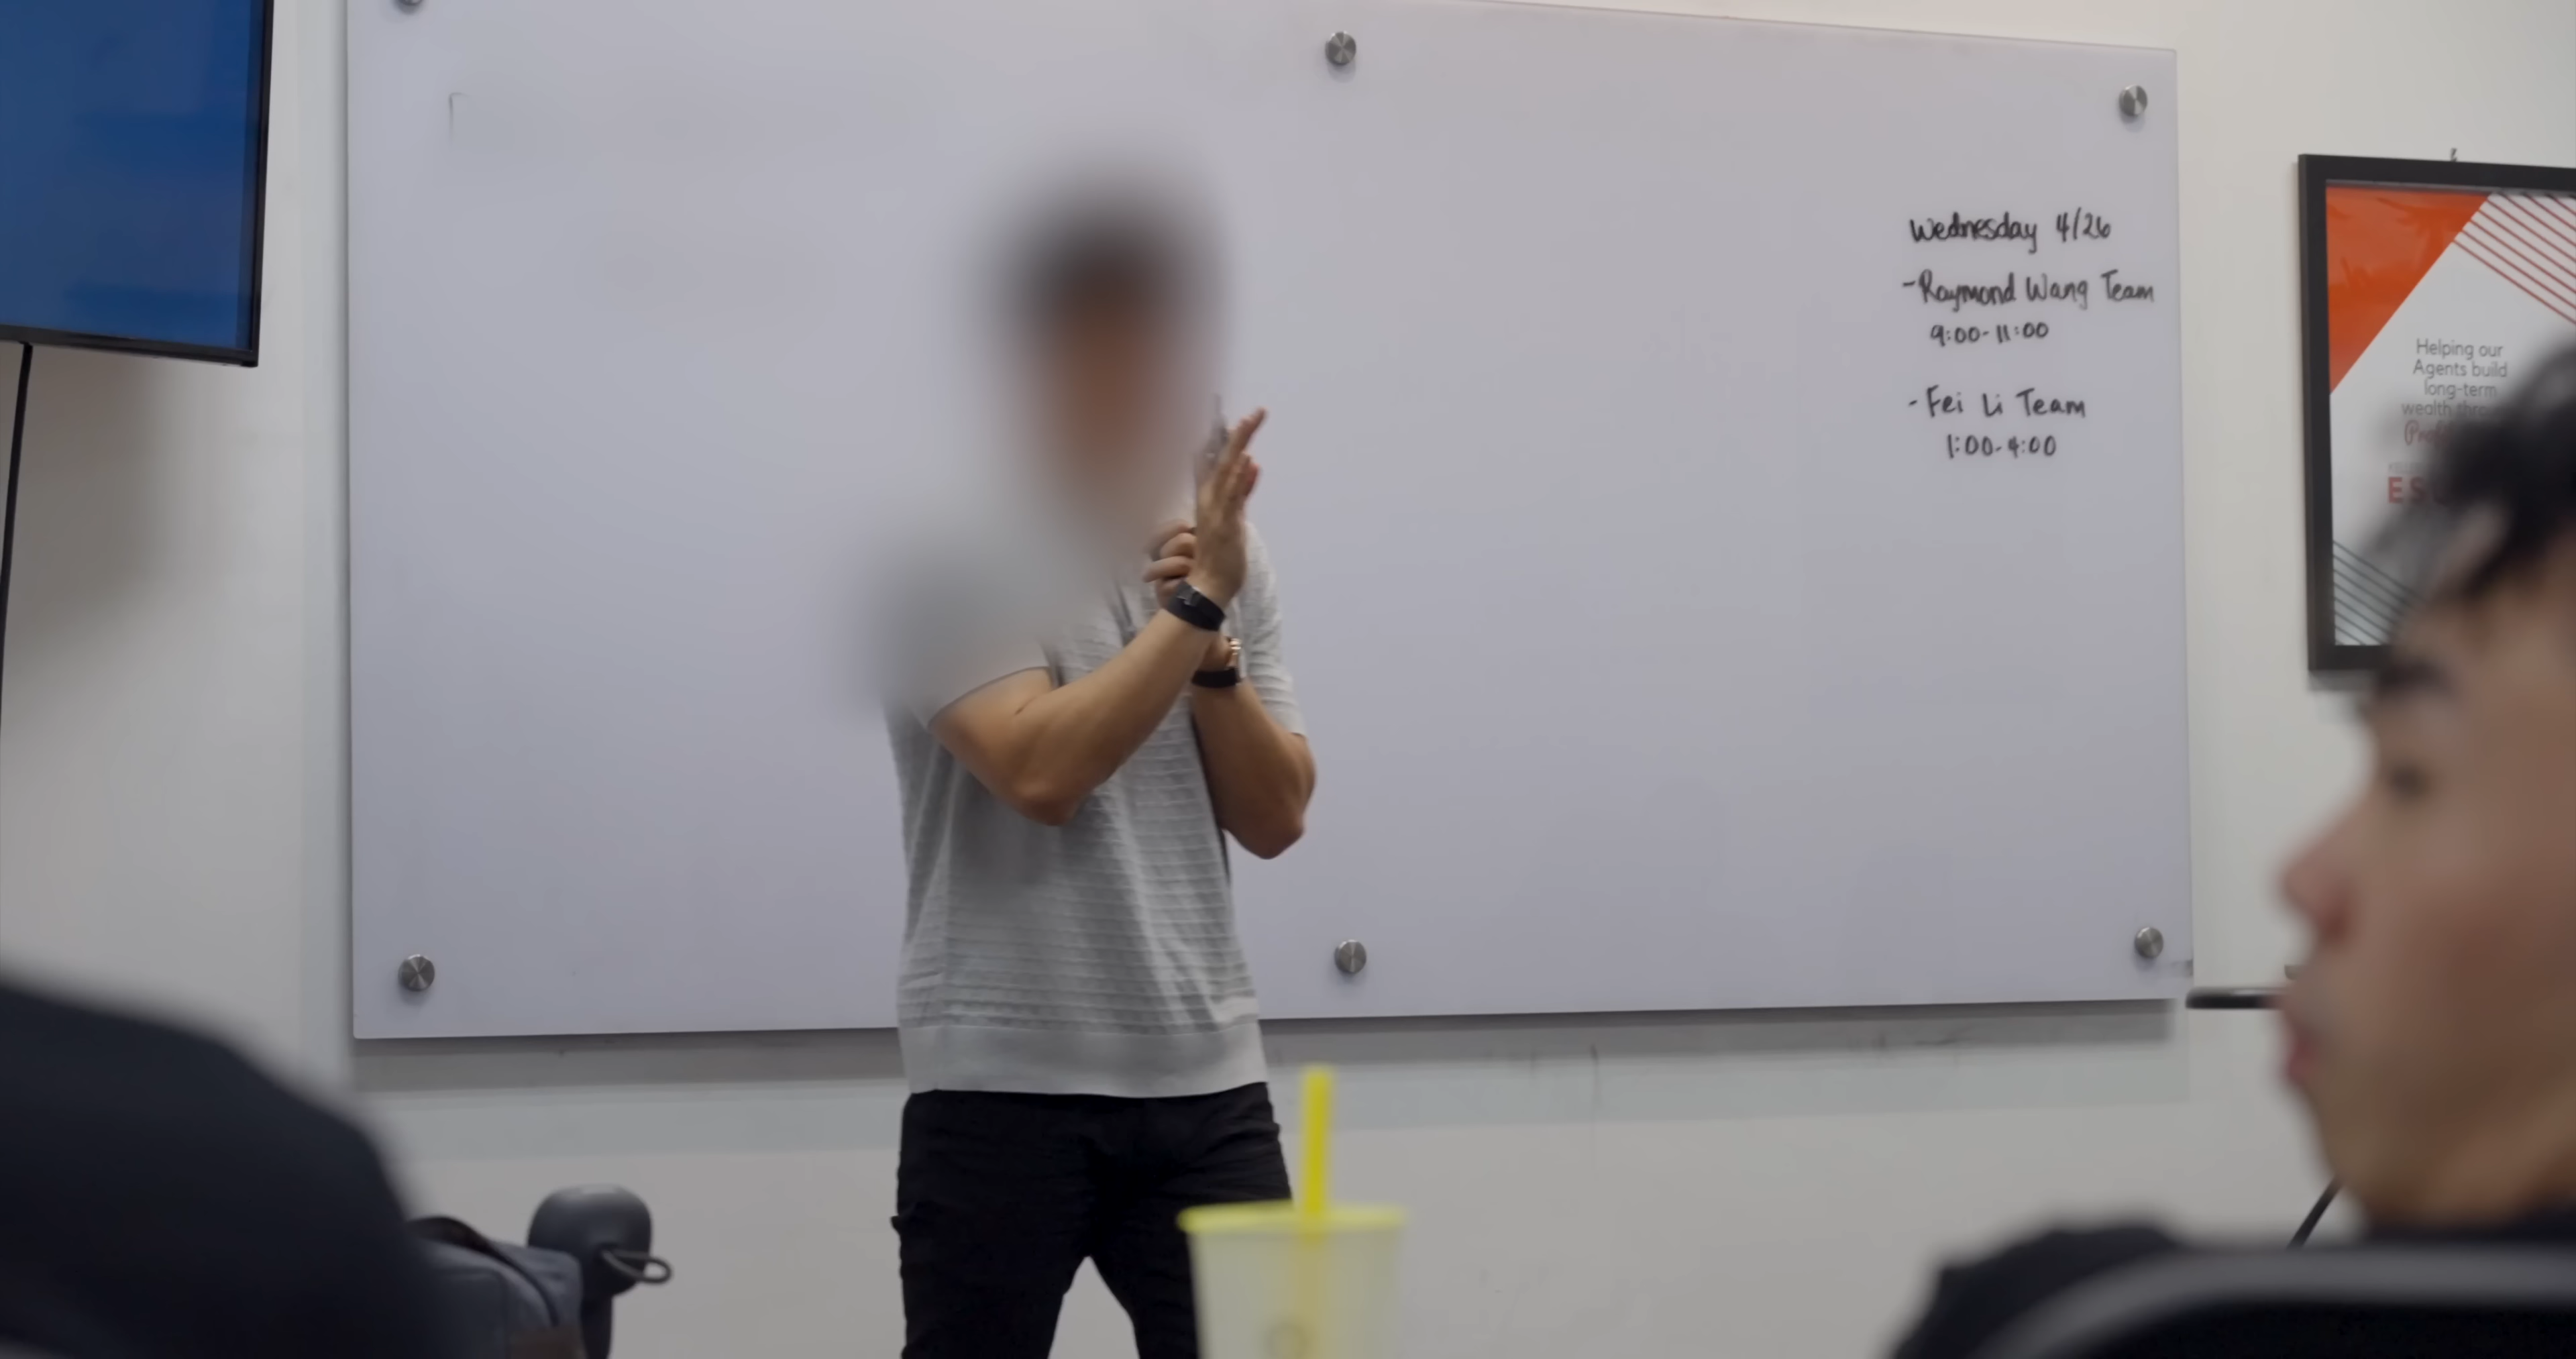 Wednesday 4/26
- Raymond Wang Team
9:00-11:00
- Fei Li Team
1:00-4:00
Helping our
Agents build
long-term
wealth